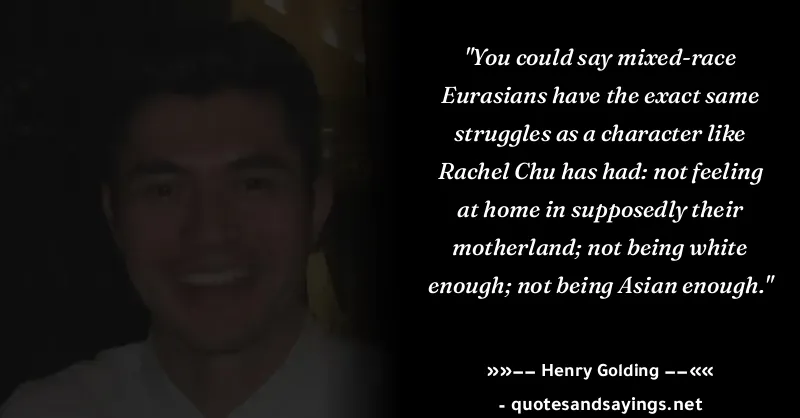 "You could say mixed-race
Eurasians have the exact same
struggles as a character like
Rachel Chu has had: not feeling
at home in supposedly their
motherland; not being white
enough; not being Asian enough."
»»–– Henry Golding ––««
- quotesandsayings.net